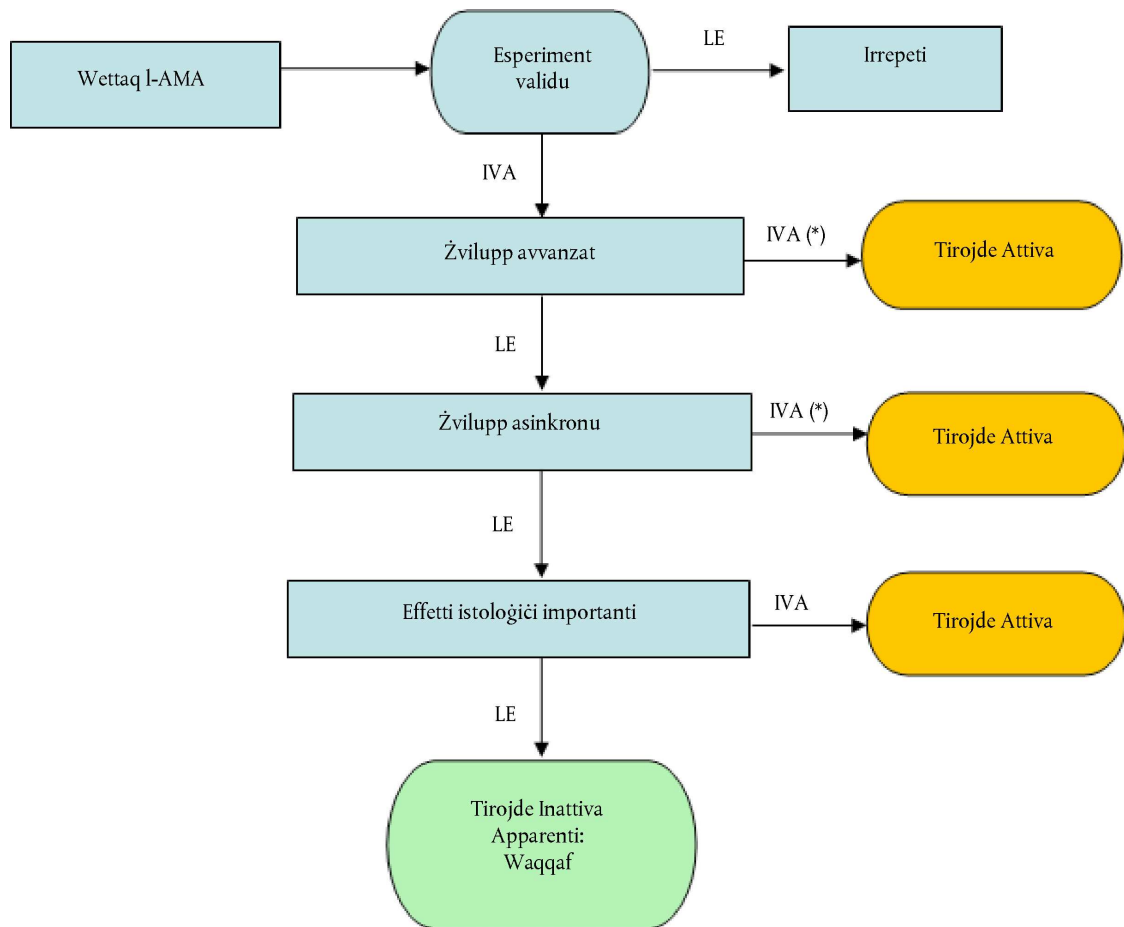 Wettaq l-AMA
Esperiment
validu
LE
Irrepeti
IVA
Żvilupp avvanzat
IVA (*)
Tirojde Attiva
LE
Żvilupp asinkronu
IVA (*)
Tirojde Attiva
LE
Effetti istoloġiċi importanti
IVA
Tirojde Attiva
LE
Tirojde Inattiva
Apparenti:
Waqqaf